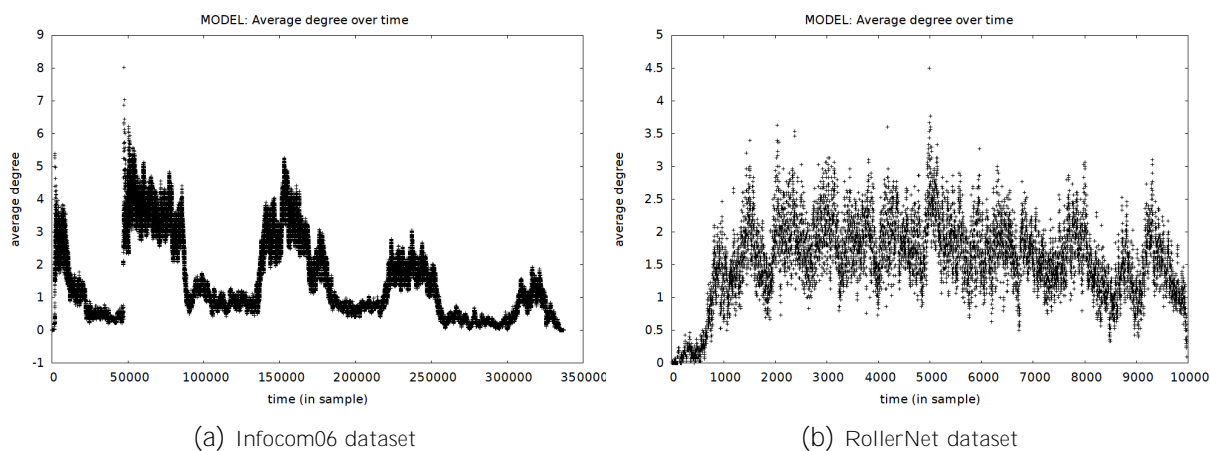 MODEL: Average degree over time
average degree
9
8
7
6
5
4
3
2
1
0
-1
0 50000 100000 150000 200000 250000 300000 350000
time (in sample)
(a) Infocom06 dataset
MODEL: Average degree over time
average degree
5
4.5
4
3.5
3
2.5
2
1.5
1
0.5
0
0 1000 2000 3000 4000 5000 6000 7000 8000 9000 10000
time (in sample)
(b) RollerNet dataset